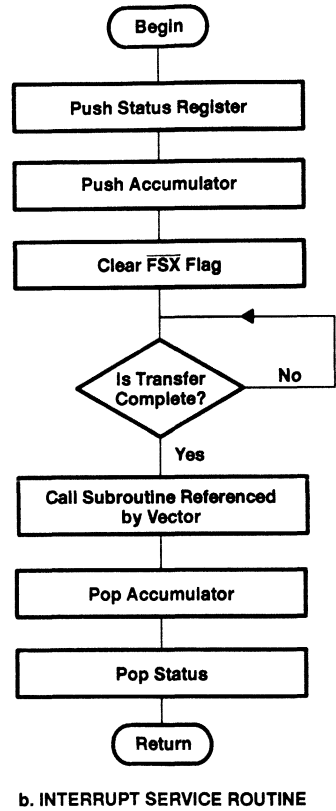 Begin
Push Status Register
Push Accumulator
Clear F̅S̅X̅ Flag
Is Transfer
Complete?
No
Yes
Call Subroutine Referenced
by Vector
Pop Accumulator
Pop Status
Return
b. INTERRUPT SERVICE ROUTINE